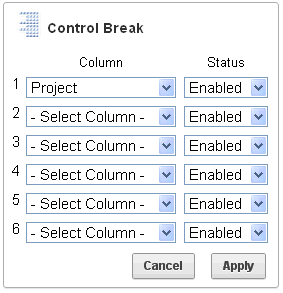 Control Break
Column Status
1 Project Enabled
2 - Select Column - Enabled
3 - Select Column - Enabled
4 - Select Column - Enabled
5 - Select Column - Enabled
6 - Select Column - Enabled
Cancel Apply